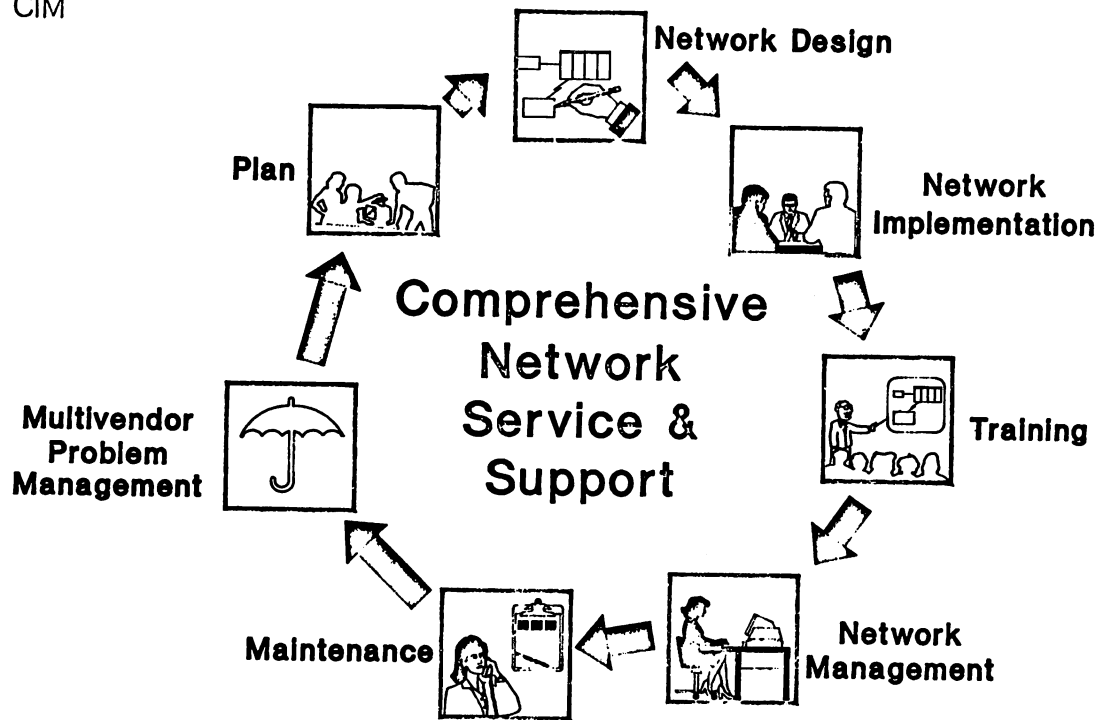 CIM
Network Design
Plan
Network
Implementation
Comprehensive
Network
Service &
Support
Training
Multivendor
Problem
Management
Network
Management
Maintenance